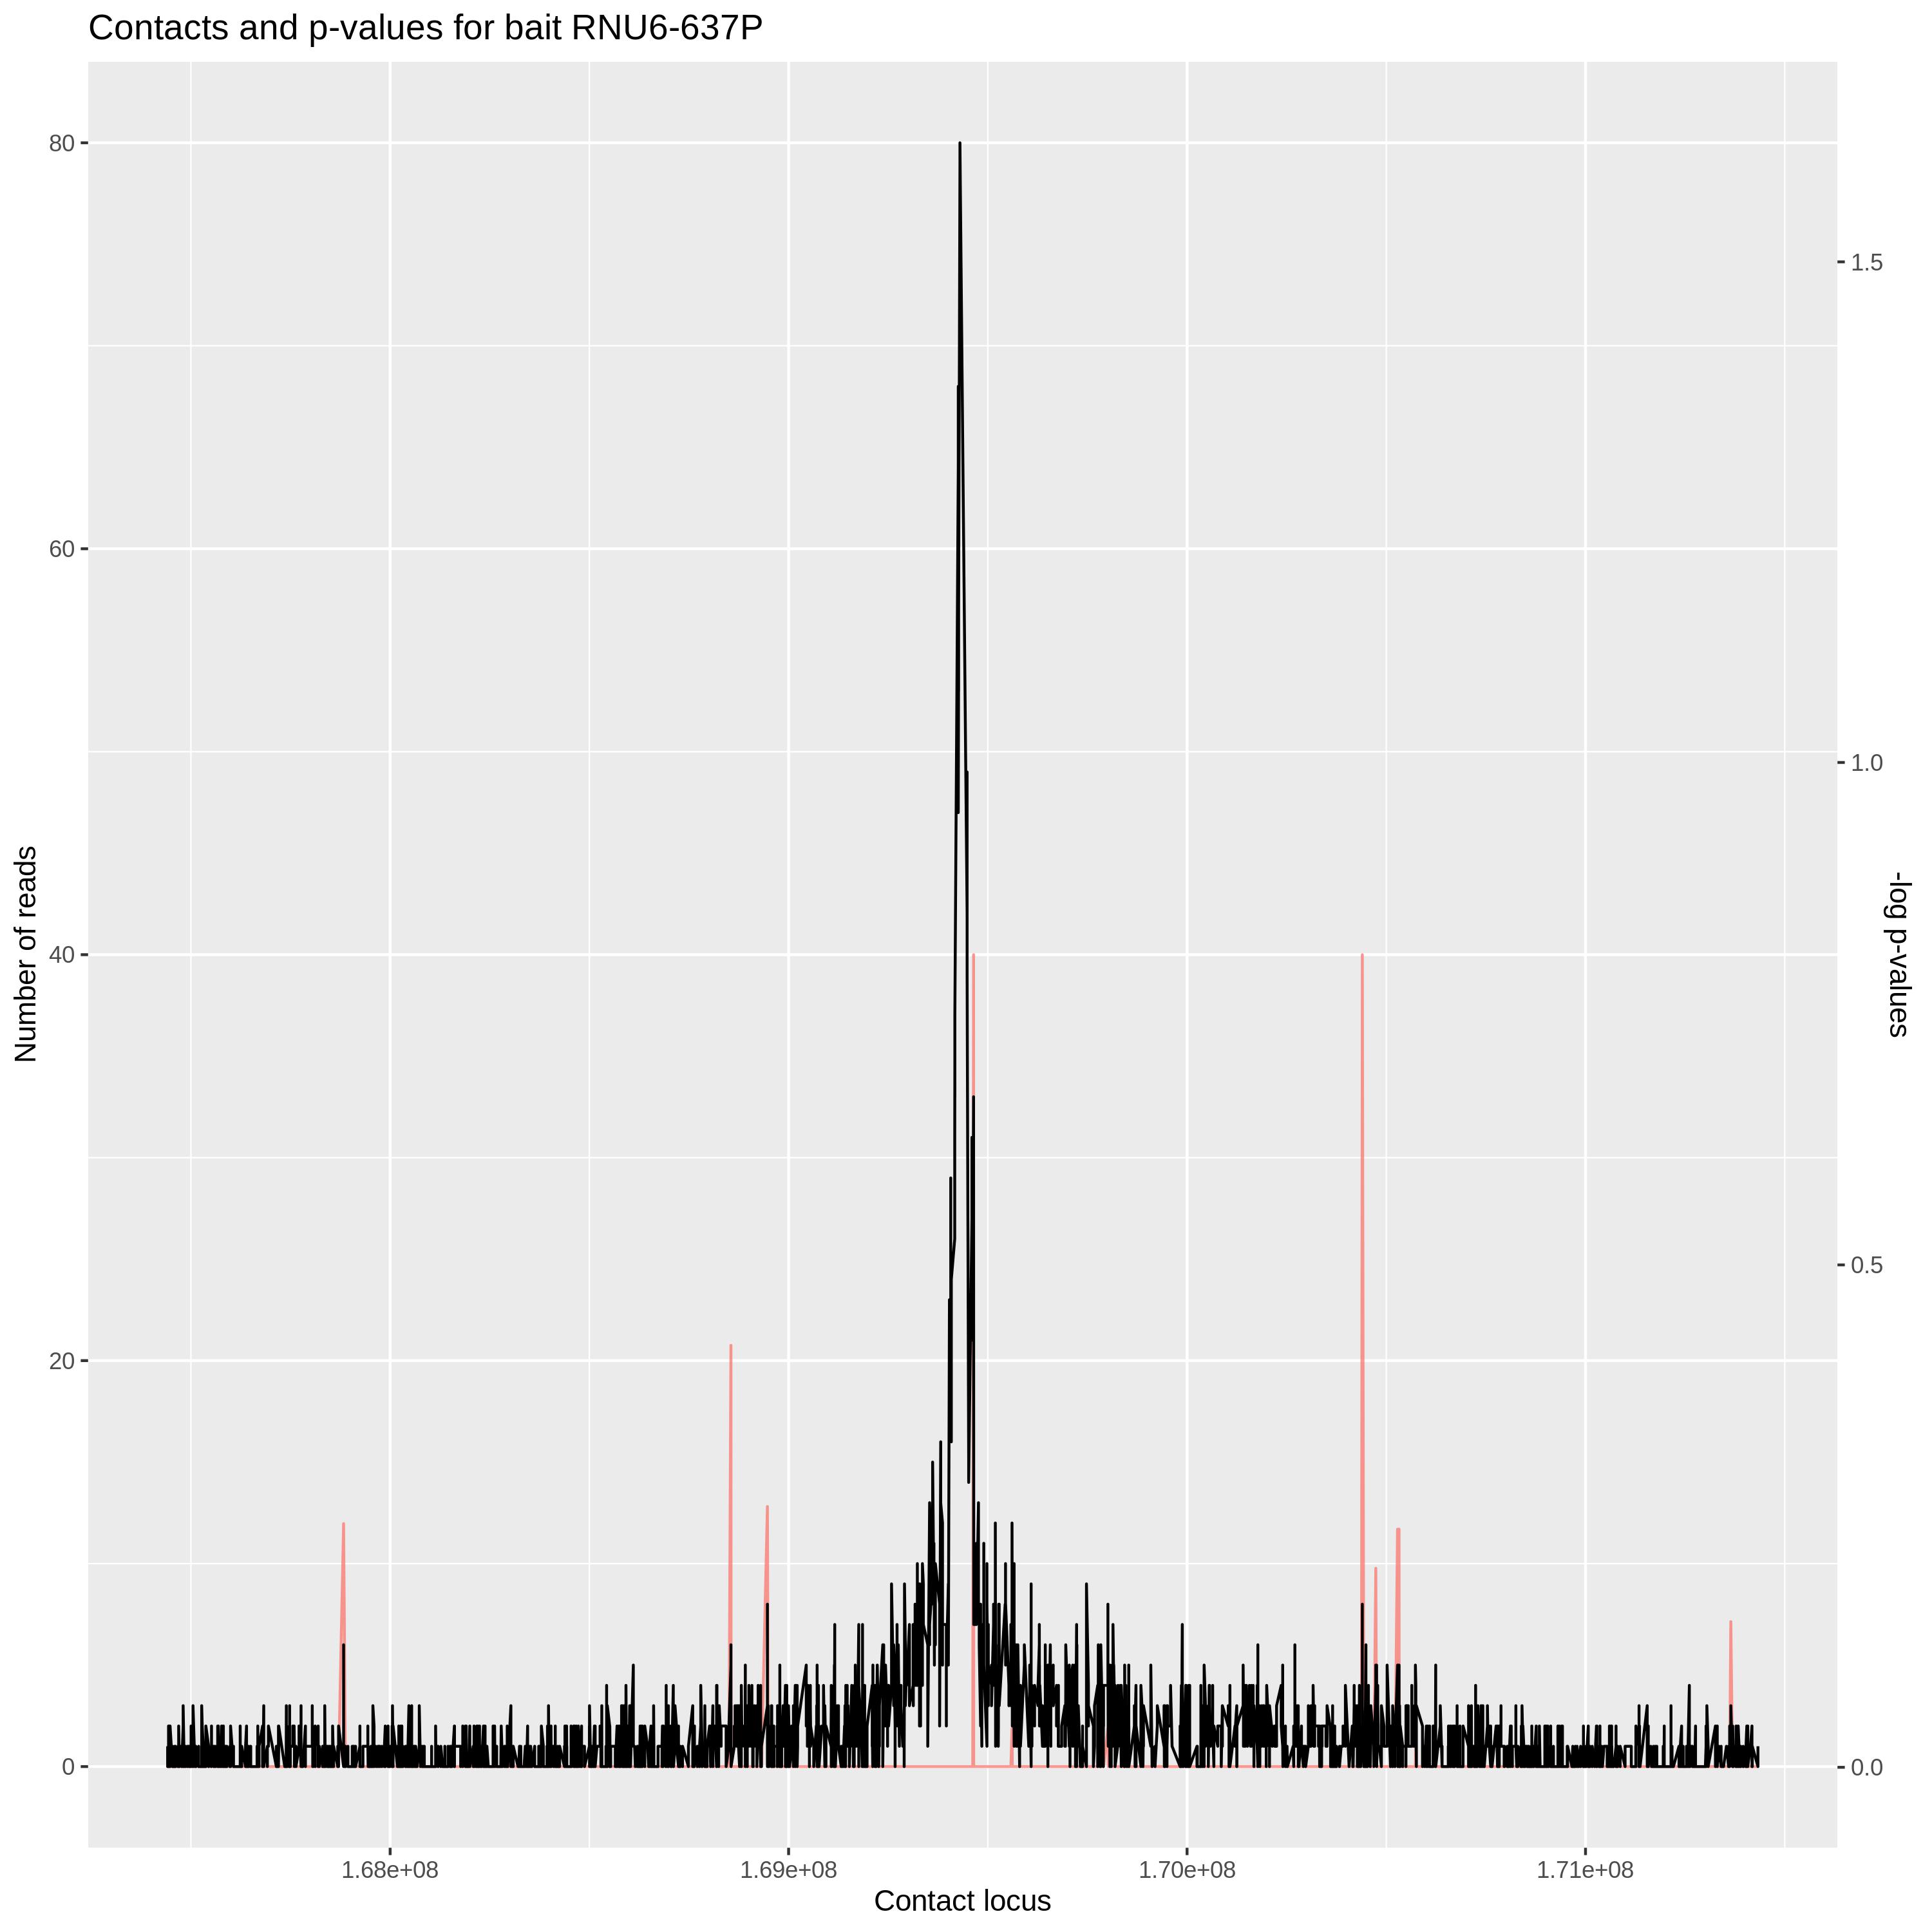 Contacts and p-values for bait RNU6-637P
80
60
40
20
0
Number of reads
1.5
1.0
0.5
0.0
-log p-values
1.68e+08
1.69e+08
1.70e+08
1.71e+08
Contact locus